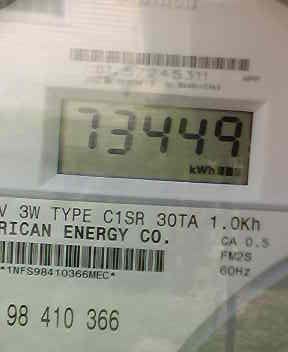 73449
kWh
V 3W TYPE C1SR 30TA 1.0Kh
RICAN ENERGY CO.
CA 0.5
FM2S
*1NFS98410366MEC*
60Hz
98 410 366